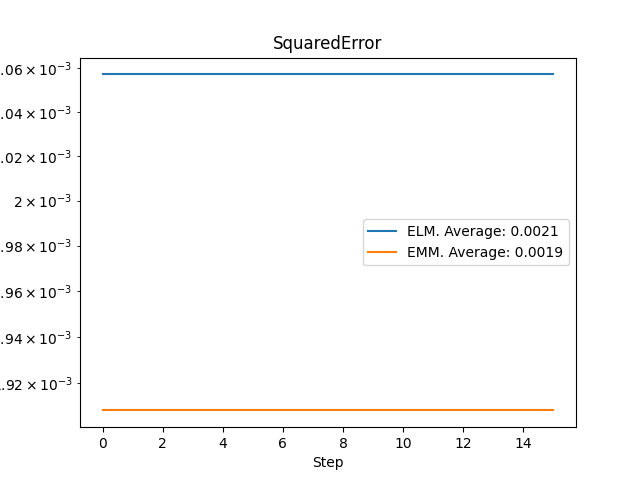 SquaredError
.06 × 10⁻³
.04 × 10⁻³
.02 × 10⁻³
2 × 10⁻³
.98 × 10⁻³
.96 × 10⁻³
.94 × 10⁻³
.92 × 10⁻³
ELM. Average: 0.0021
EMM. Average: 0.0019
0 2 4 6 8 10 12 14
Step